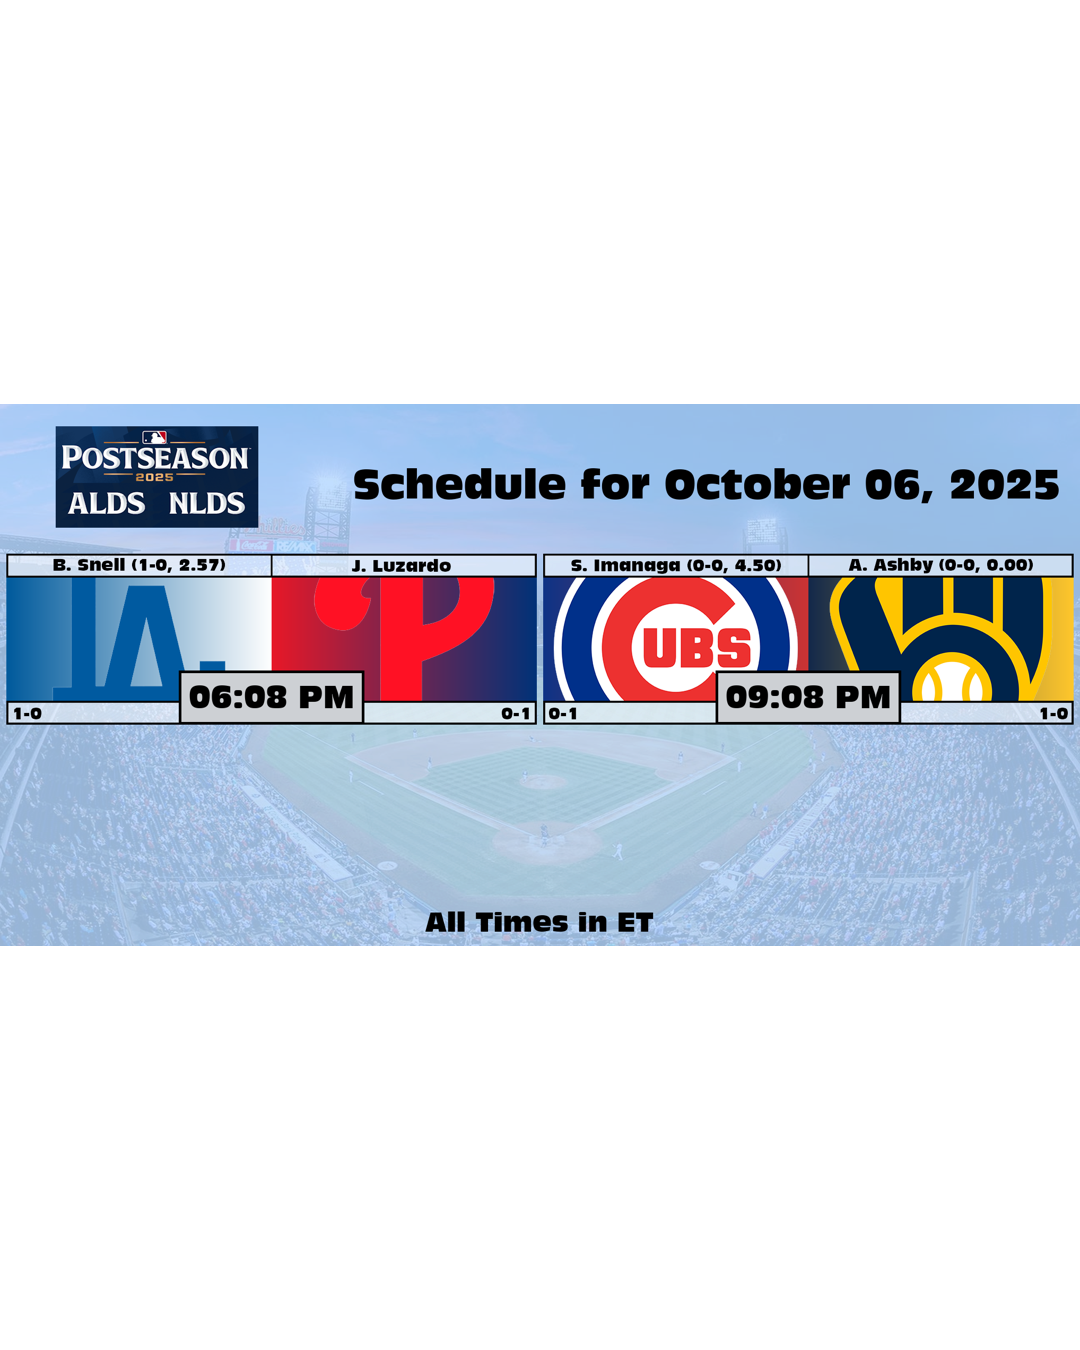 POSTSEASON
2025
ALDS NLDS
Schedule for October 06, 2025
B. Snell (1-0, 2.57)
J. Luzardo
S. Imanaga (0-0, 4.50)
A. Ashby (0-0, 0.00)
LA
P
CUBS
06:08 PM
09:08 PM
1-0
0-1
0-1
1-0
All Times in ET